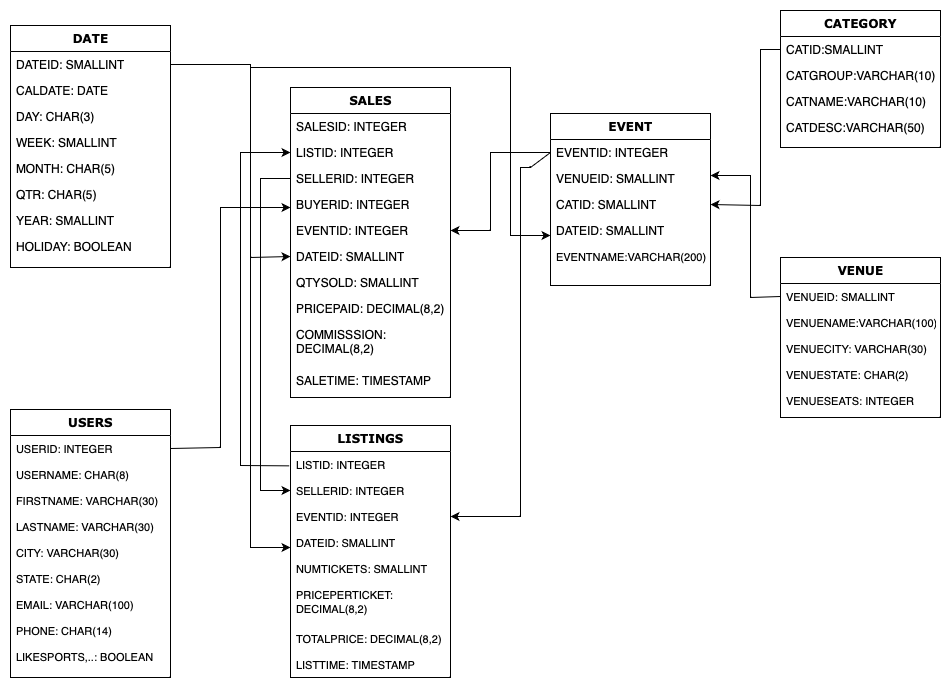 DATE
DATEID: SMALLINT
CALDATE: DATE
DAY: CHAR(3)
WEEK: SMALLINT
MONTH: CHAR(5)
QTR: CHAR(5)
YEAR: SMALLINT
HOLIDAY: BOOLEAN
SALES
SALESID: INTEGER
LISTID: INTEGER
SELLERID: INTEGER
BUYERID: INTEGER
EVENTID: INTEGER
DATEID: SMALLINT
QTYSOLD: SMALLINT
PRICEPAID: DECIMAL(8,2)
COMMISSSION:
DECIMAL(8,2)
SALETIME: TIMESTAMP
EVENT
EVENTID: INTEGER
VENUEID: SMALLINT
CATID: SMALLINT
DATEID: SMALLINT
EVENTNAME:VARCHAR(200)
CATEGORY
CATID:SMALLINT
CATGROUP:VARCHAR(10)
CATNAME:VARCHAR(10)
CATDESC:VARCHAR(50)
VENUE
VENUEID: SMALLINT
VENUENAME:VARCHAR(100)
VENUECITY: VARCHAR(30)
VENUESTATE: CHAR(2)
VENUESEATS: INTEGER
USERS
USERID: INTEGER
USERNAME: CHAR(8)
FIRSTNAME: VARCHAR(30)
LASTNAME: VARCHAR(30)
CITY: VARCHAR(30)
STATE: CHAR(2)
EMAIL: VARCHAR(100)
PHONE: CHAR(14)
LIKESPORTS,..: BOOLEAN
LISTINGS
LISTID: INTEGER
SELLERID: INTEGER
EVENTID: INTEGER
DATEID: SMALLINT
NUMTICKETS: SMALLINT
PRICEPERTICKET:
DECIMAL(8,2)
TOTALPRICE: DECIMAL(8,2)
LISTTIME: TIMESTAMP